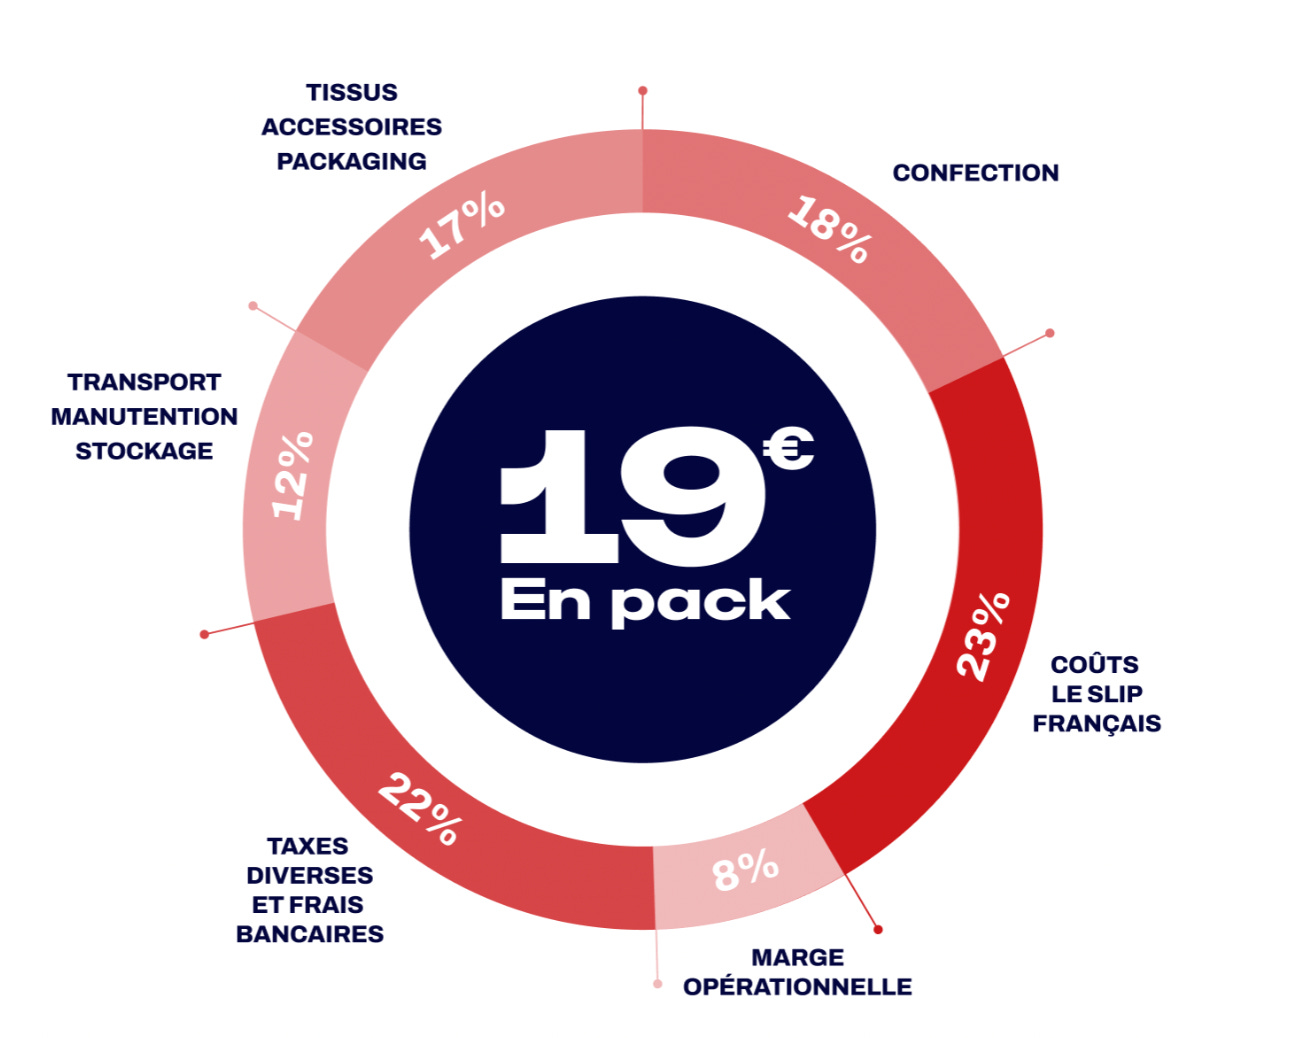 TISSUS
ACCESSOIRES
PACKAGING
17%
CONFECTION
18%
TRANSPORT
MANUTENTION
STOCKAGE
12%
19€
En pack
23%
COÛTS
LE SLIP
FRANÇAIS
22%
TAXES
DIVERSES
ET FRAIS
BANCAIRES
8%
MARGE
OPÉRATIONNELLE